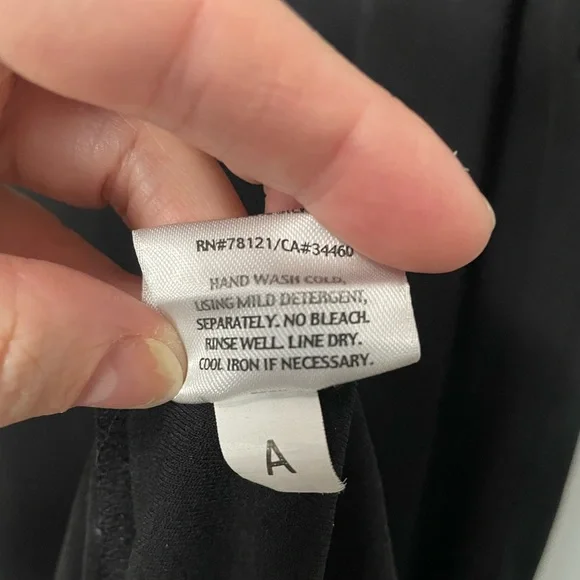 RN#78121/CA#34460
HAND WASH COLD,
USING MILD DETERGENT,
SEPARATELY. NO BLEACH.
RINSE WELL. LINE DRY.
COOL IRON IF NECESSARY.
A